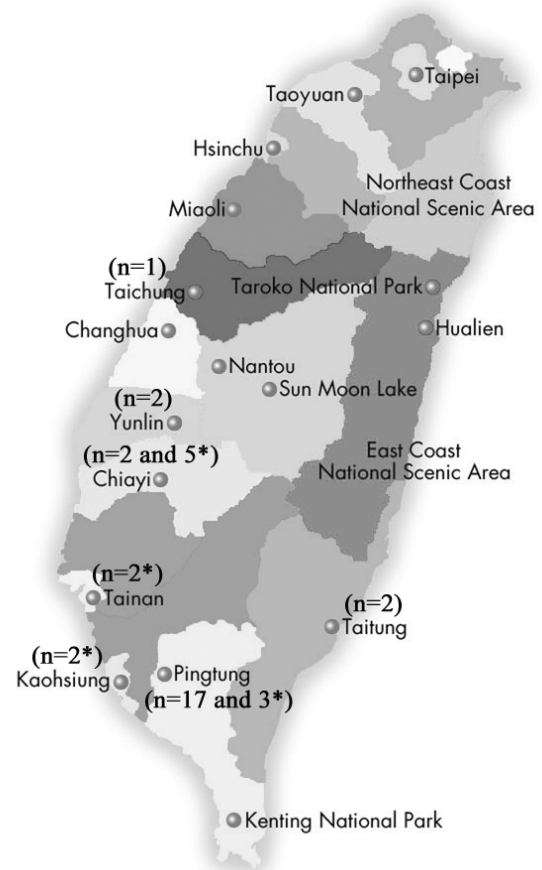 Taipei
Taoyuan
Hsinchu
Northeast Coast
National Scenic Area
Miaoli
(n=1)
Taichung
Taroko National Park
Changhua
Hualien
Nantou
Sun Moon Lake
(n=2)
Yunlin
(n=2 and 5*)
Chiayi
East Coast
National Scenic Area
(n=2*)
Tainan
(n=2)
Taitung
(n=2*)
Kaohsiung
Pingtung
(n=17 and 3*)
Kenting National Park